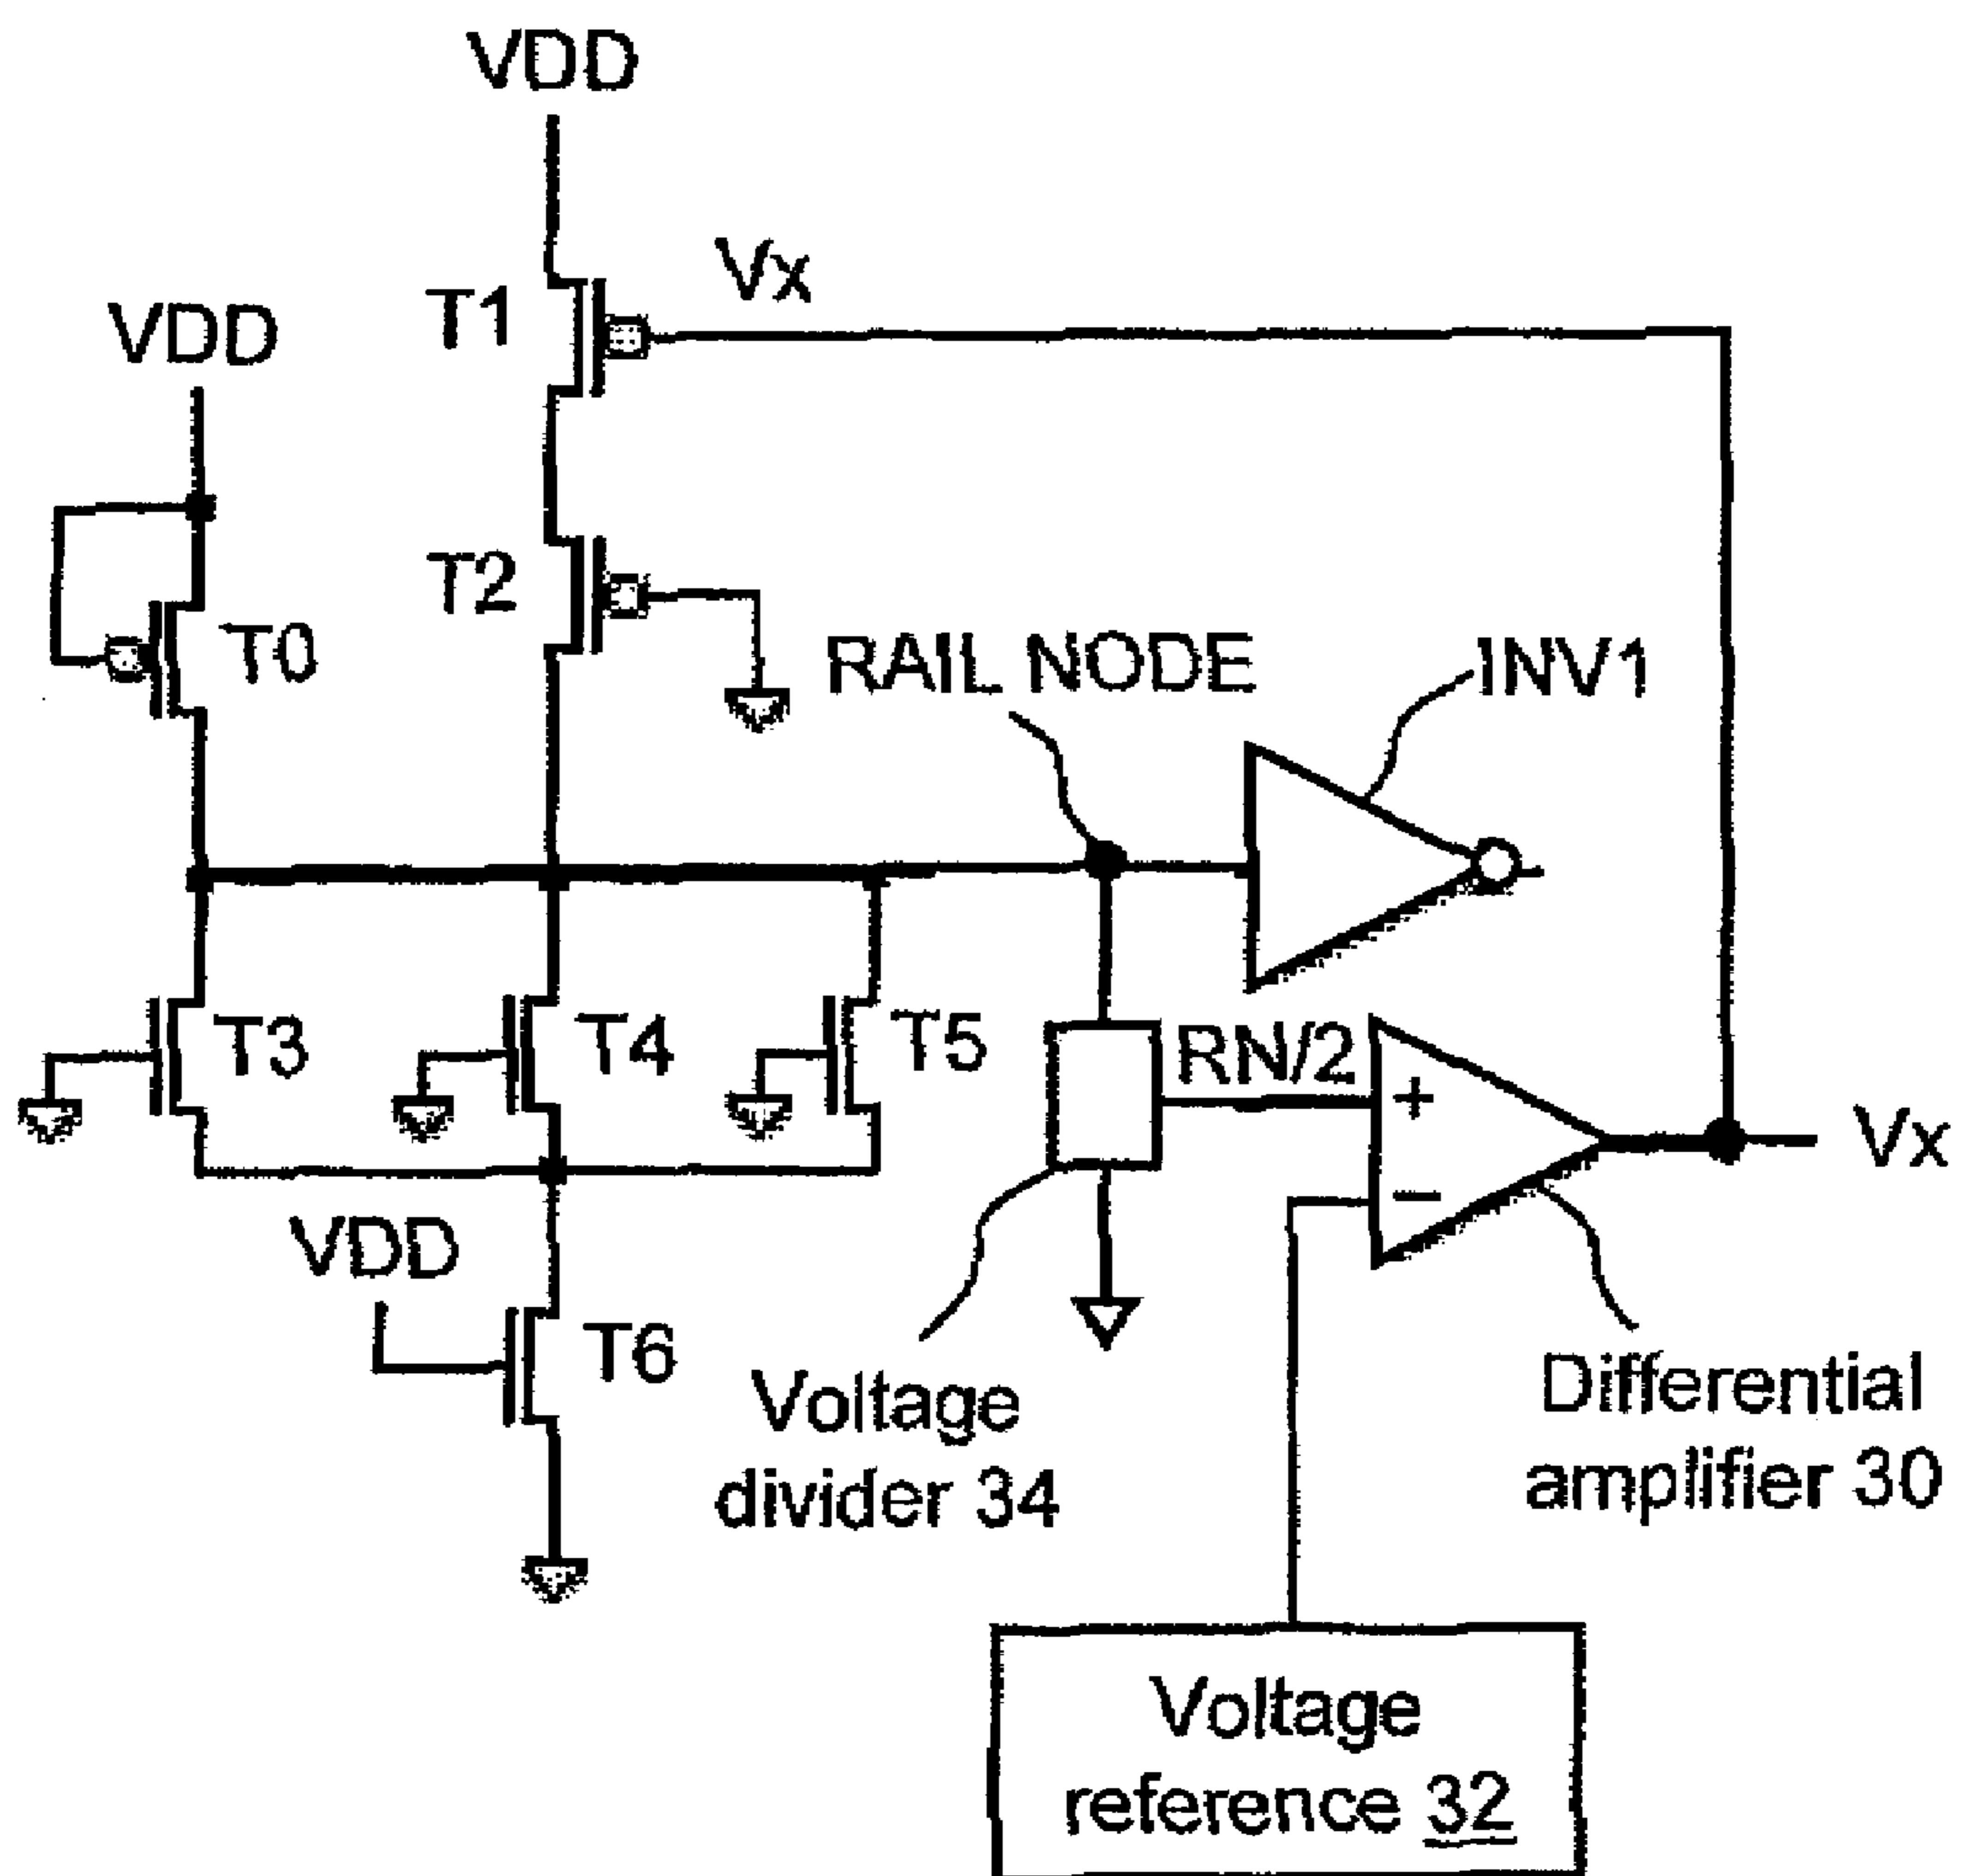 VDD
Vx
T1
VDD
T2
T0
RAIL NODE
INV1
T3
T4
T5
RN/2
+
−
Vx
VDD
T6
Voltage
divider 34
Differential
amplifier 30
Voltage
reference 32